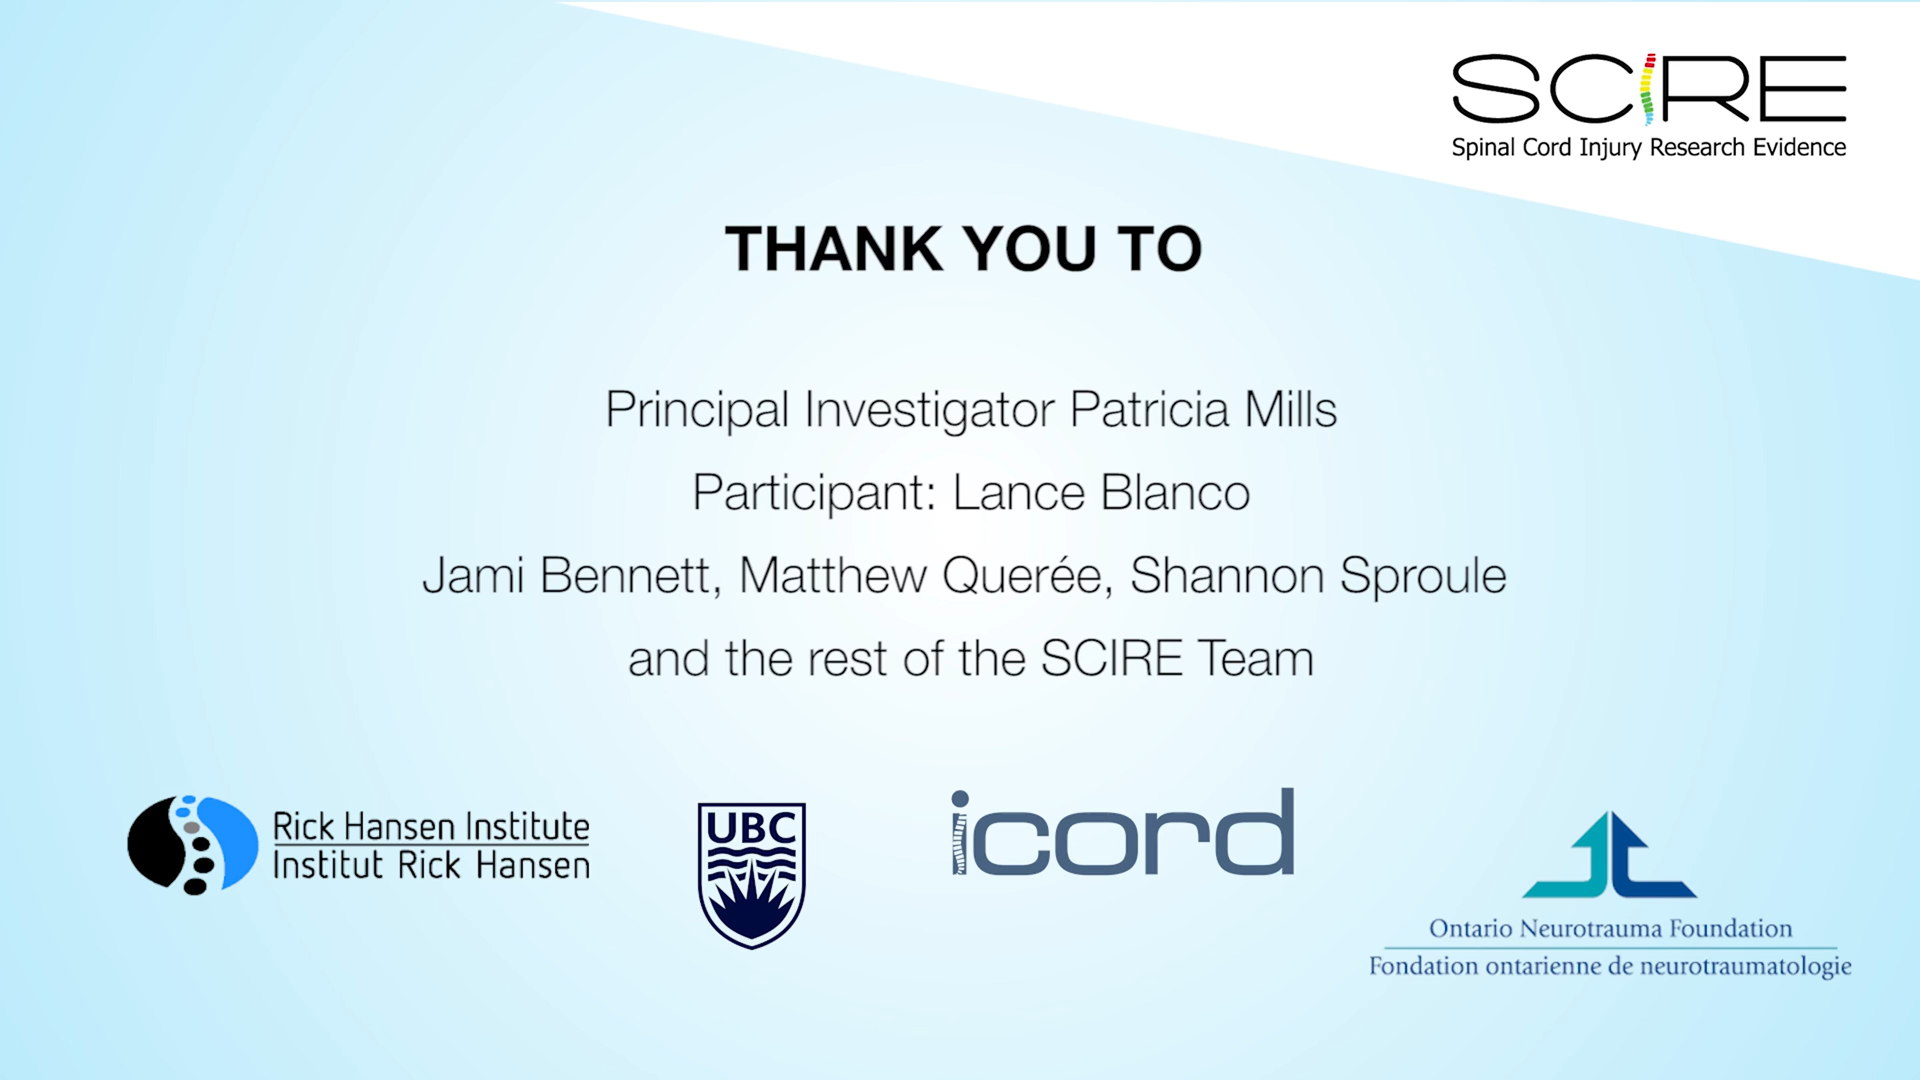 SCIRE
Spinal Cord Injury Research Evidence
THANK YOU TO
Principal Investigator Patricia Mills
Participant: Lance Blanco
Jami Bennett, Matthew Querée, Shannon Sproule
and the rest of the SCIRE Team
Rick Hansen Institute
Institut Rick Hansen
UBC
icord
Ontario Neurotrauma Foundation
Fondation ontarienne de neurotraumatologie